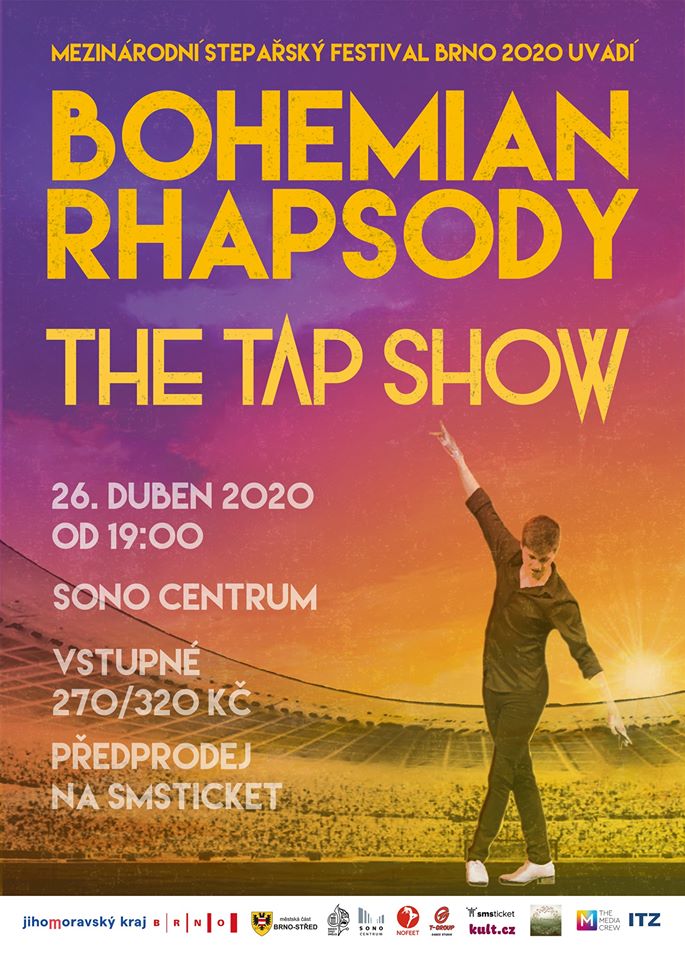 MEZINÁRODNÍ STEPAŘSKÝ FESTIVAL BRNO 2020 UVÁDÍ
BOHEMIAN
RHAPSODY
THE TAP SHOW
26. DUBEN 2020
OD 19:00
SONO CENTRUM
VSTUPNÉ
270/320 KČ
PŘEDPRODEJ
NA SMSTICKET
jihomoravský kraj
BRNO
městská část
BRNO-STŘED
SONO
CENTRUM
NOFEET
T-GROUP
smsticket
kult.cz
THE
MEDIA
CREW
ITZ